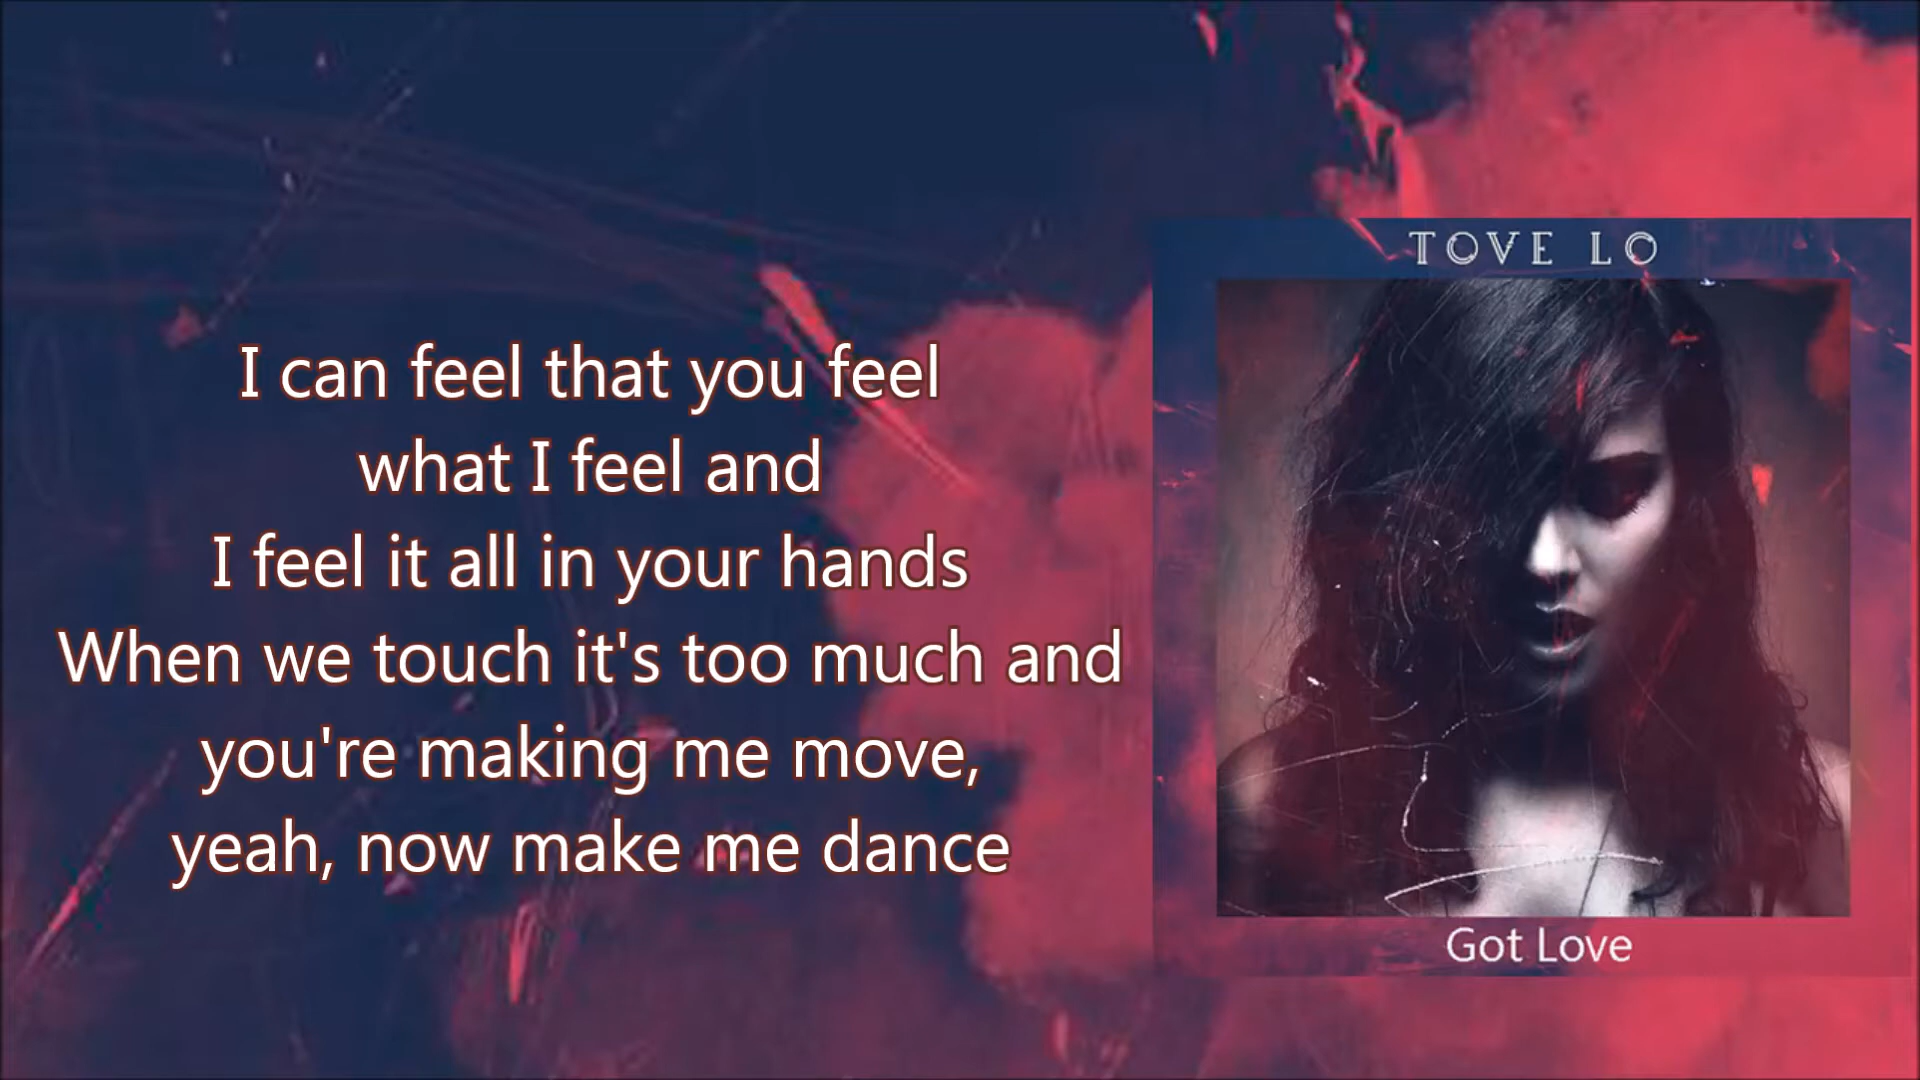 I can feel that you feel
what I feel and
I feel it all in your hands
When we touch it's too much and
you're making me move,
yeah, now make me dance
TOVE LO
Got Love